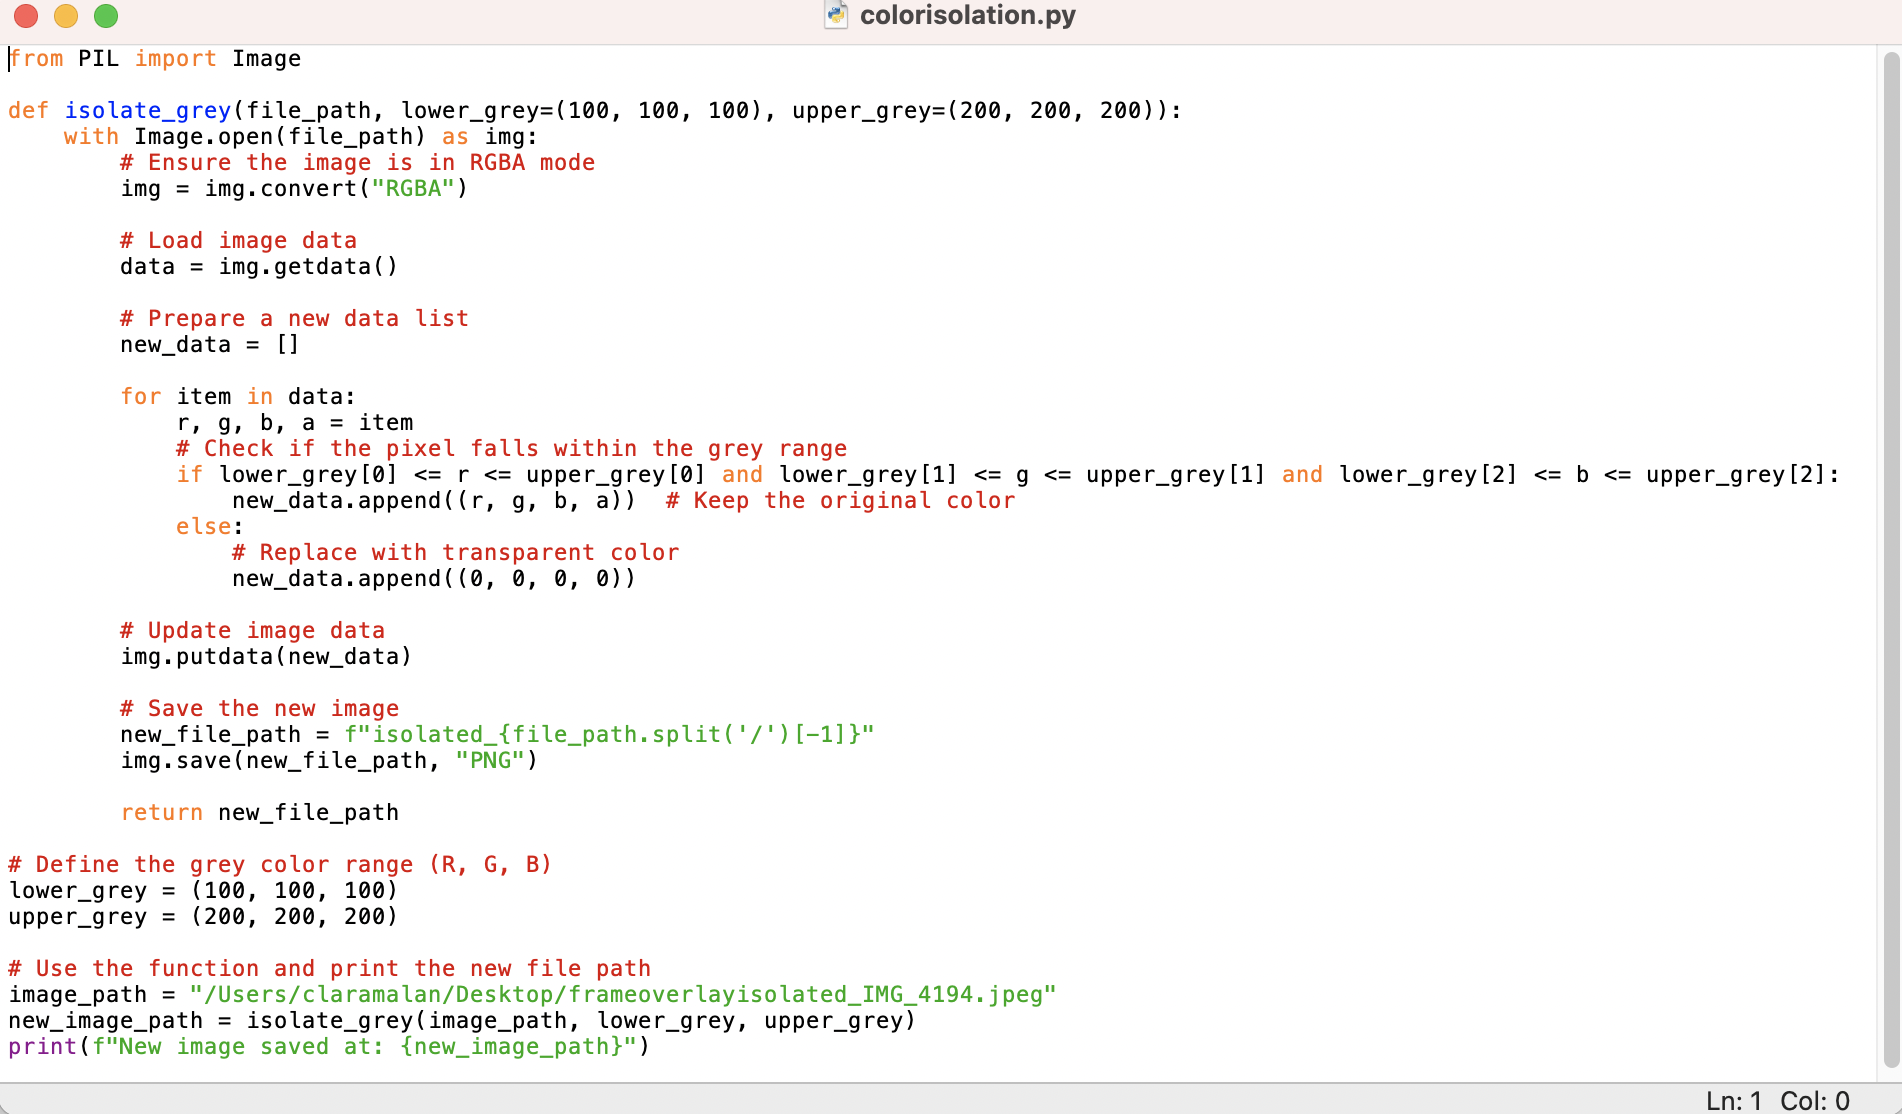 colorisolation.py
from PIL import Image
def isolate_grey(file_path, lower_grey=(100, 100, 100), upper_grey=(200, 200, 200)):
    with Image.open(file_path) as img:
        # Ensure the image is in RGBA mode
        img = img.convert("RGBA")
        # Load image data
        data = img.getdata()
        # Prepare a new data list
        new_data = []
        for item in data:
            r, g, b, a = item
            # Check if the pixel falls within the grey range
            if lower_grey[0] <= r <= upper_grey[0] and lower_grey[1] <= g <= upper_grey[1] and lower_grey[2] <= b <= upper_grey[2]:
                new_data.append((r, g, b, a))  # Keep the original color
            else:
                # Replace with transparent color
                new_data.append((0, 0, 0, 0))
        # Update image data
        img.putdata(new_data)
        # Save the new image
        new_file_path = f"isolated_{file_path.split('/')[-1]}"
        img.save(new_file_path, "PNG")
        return new_file_path
# Define the grey color range (R, G, B)
lower_grey = (100, 100, 100)
upper_grey = (200, 200, 200)
# Use the function and print the new file path
image_path = "/Users/claramalan/Desktop/frameoverlayisolated_IMG_4194.jpeg"
new_image_path = isolate_grey(image_path, lower_grey, upper_grey)
print(f"New image saved at: {new_image_path}")
Ln: 1 Col: 0